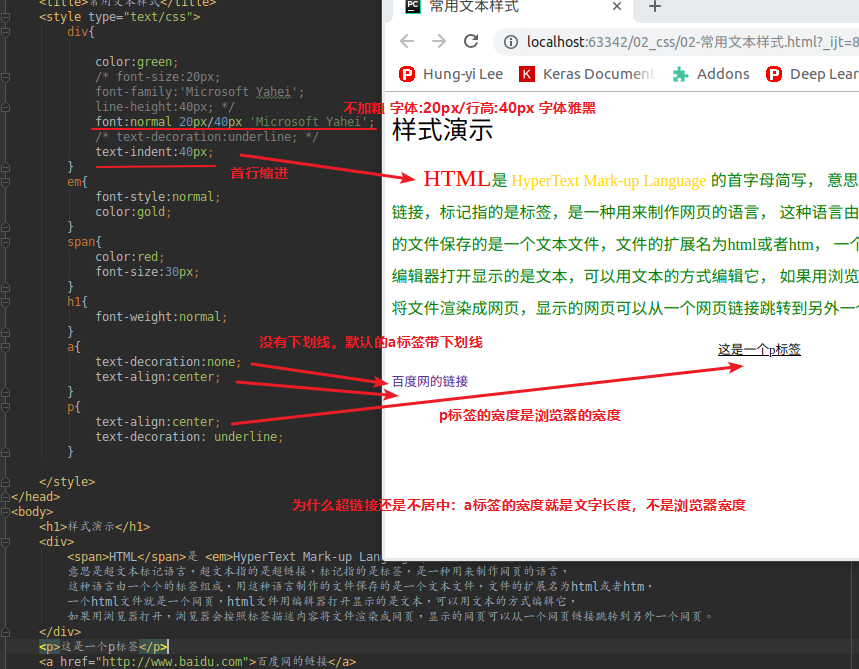 <title>常用文本样式</title>
<style type="text/css">
div{
color:green;
/* font-size:20px;
font-family:'Microsoft Yahei';
line-height:40px; */
font:normal 20px/40px 'Microsoft Yahei';
/* text-decoration:underline; */
text-indent:40px;
}
em{
font-style:normal;
color:gold;
}
span{
color:red;
font-size:30px;
}
h1{
font-weight:normal;
}
a{
text-decoration:none;
text-align:center;
}
p{
text-align:center;
text-decoration: underline;
}
</style>
</head>
<body>
<h1>样式演示</h1>
<div>
<span>HTML</span>是 <em>HyperText Mark-up Lang
意思是超文本标记语言，超文本指的是超链接，标记指的是标签，是一种用来制作网页的语言，
这种语言由一个个的标签组成，用这种语言制作的文件保存的是一个文本文件，文件的扩展名为html或者htm，
一个html文件就是一个网页，html文件用编辑器打开显示的是文本，可以用文本的方式编辑它，
如果用浏览器打开，浏览器会按照标签描述内容将文件渲染成网页，显示的网页可以从一个网页链接跳转到另外一个网页。
</div>
<p>这是一个p标签</p>
<a href="http://www.baidu.com">百度网的链接</a>
PC 常用文本样式 × +
localhost:63342/02_css/02-常用文本样式.html?_ijt=8
P Hung-yi Lee K Keras Document Addons P Deep Lear
不加粗 字体:20px/行高:40px 字体雅黑
样式演示
首行缩进
HTML是 HyperText Mark-up Language 的首字母简写， 意思
链接，标记指的是标签，是一种用来制作网页的语言， 这种语言由
的文件保存的是一个文本文件，文件的扩展名为html或者htm， 一个
编辑器打开显示的是文本，可以用文本的方式编辑它， 如果用浏览
将文件渲染成网页，显示的网页可以从一个网页链接跳转到另外一个
没有下划线。默认的a标签带下划线
这是一个p标签
百度网的链接
p标签的宽度是浏览器的宽度
为什么超链接还是不居中：a标签的宽度就是文字长度，不是浏览器宽度